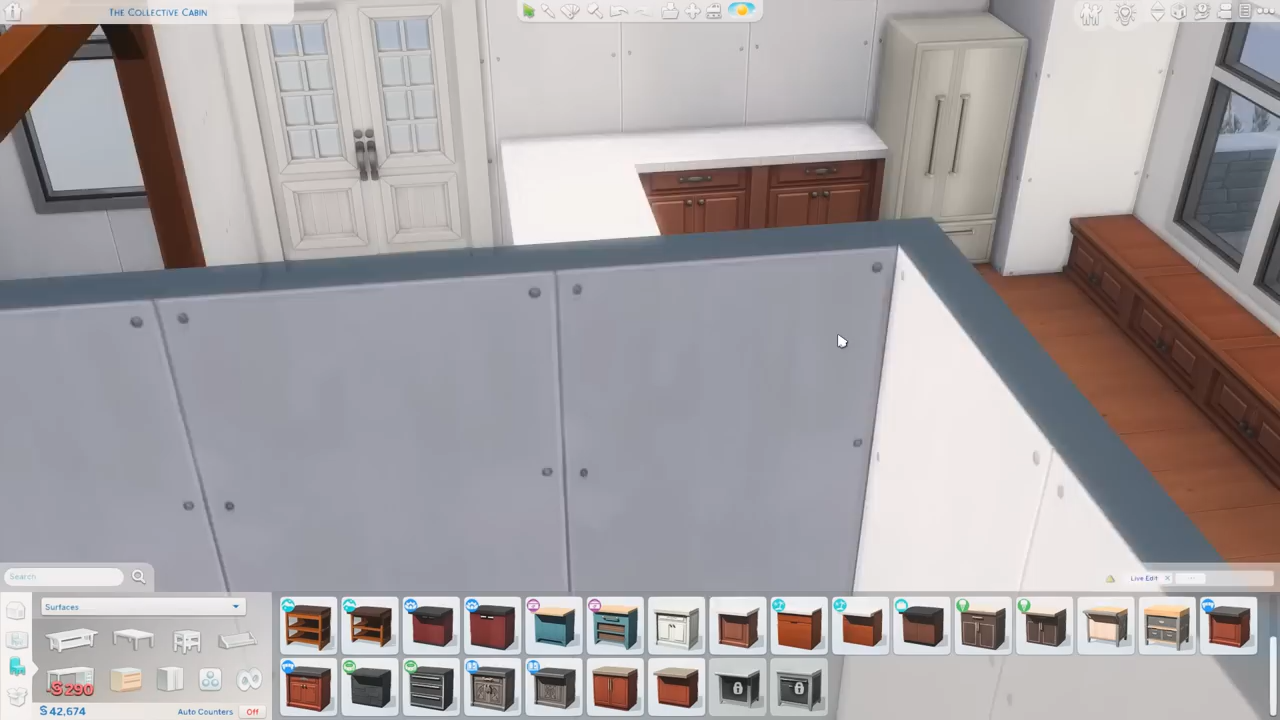 THE COLLECTIVE CABIN
Search
Live Edit
Surfaces
-$290
$42,674
Auto Counters
Off